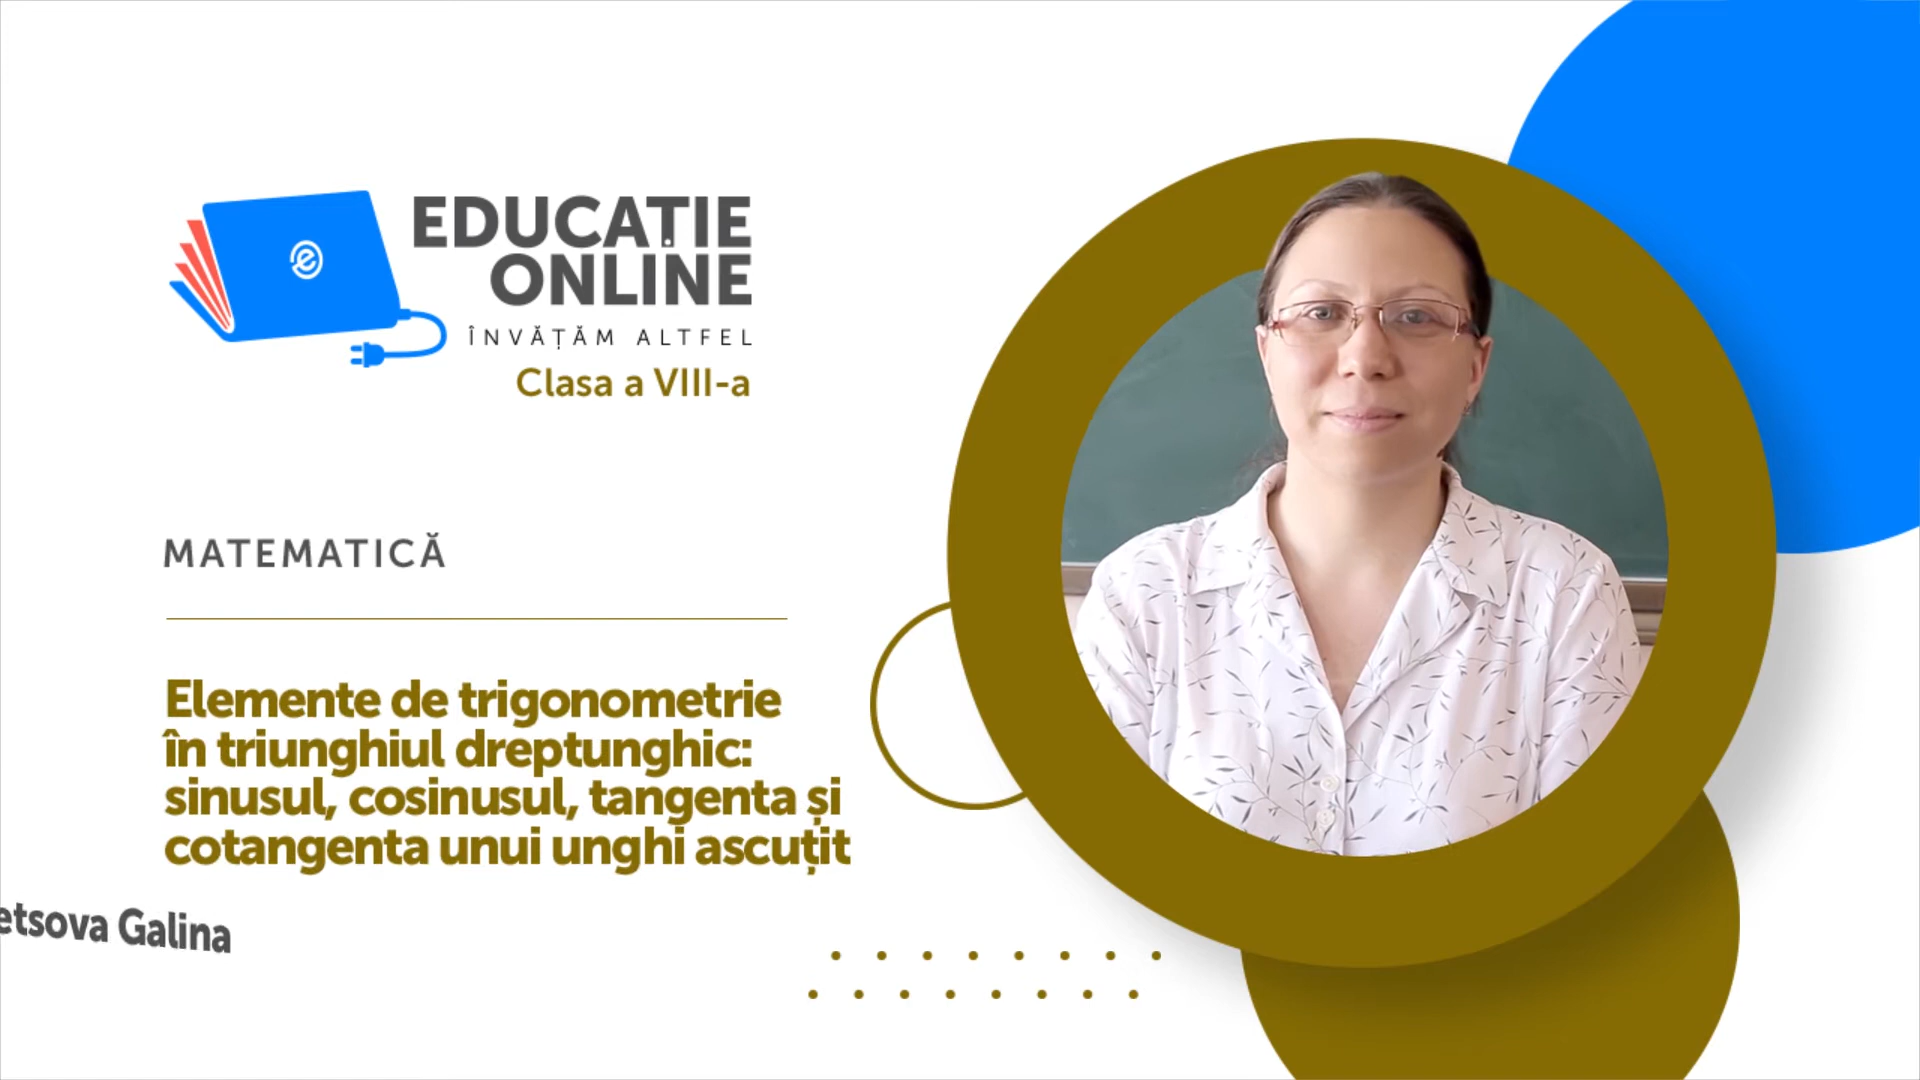 EDUCAȚIE
ONLINE
ÎNVĂȚĂM ALTFEL
Clasa a VIII-a
MATEMATICĂ
Elemente de trigonometrie
în triunghiul dreptunghic:
sinusul, cosinusul, tangenta și
cotangenta unui unghi ascuțit
Galina